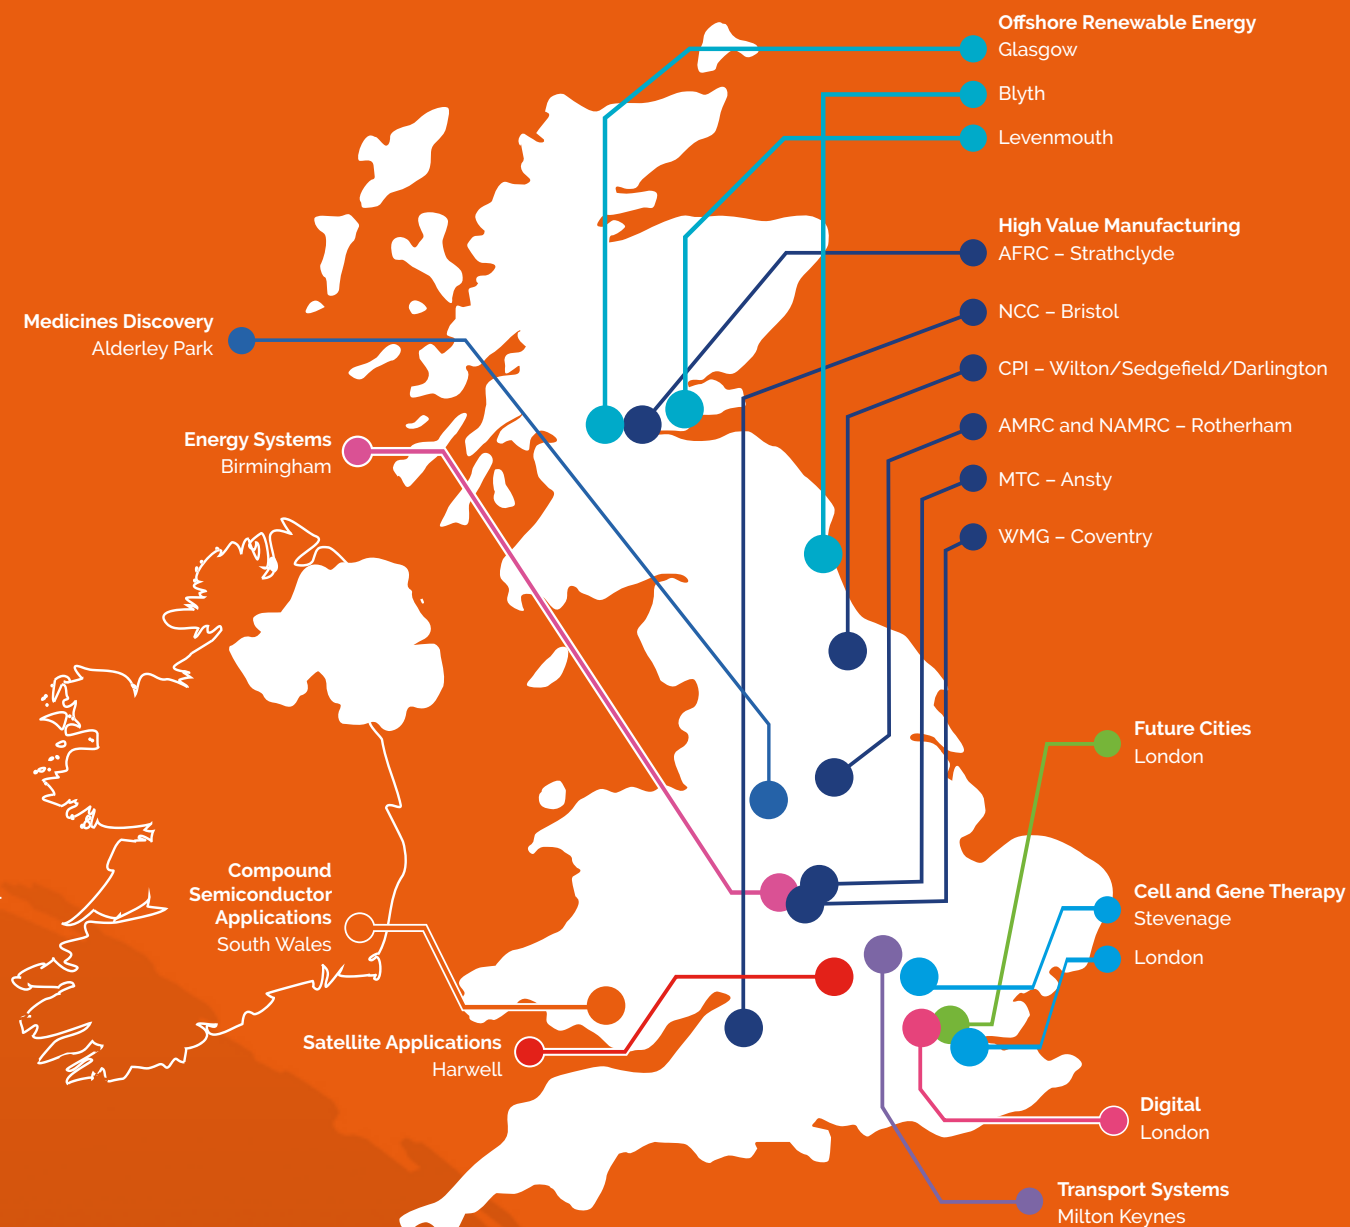 Offshore Renewable Energy
Glasgow
Blyth
Levenmouth
High Value Manufacturing
AFRC – Strathclyde
NCC – Bristol
CPI – Wilton/Sedgefield/Darlington
AMRC and NAMRC – Rotherham
MTC – Ansty
WMG – Coventry
Medicines Discovery
Alderley Park
Energy Systems
Birmingham
Future Cities
London
Compound
Semiconductor
Applications
South Wales
Cell and Gene Therapy
Stevenage
London
Satellite Applications
Harwell
Digital
London
Transport Systems
Milton Keynes